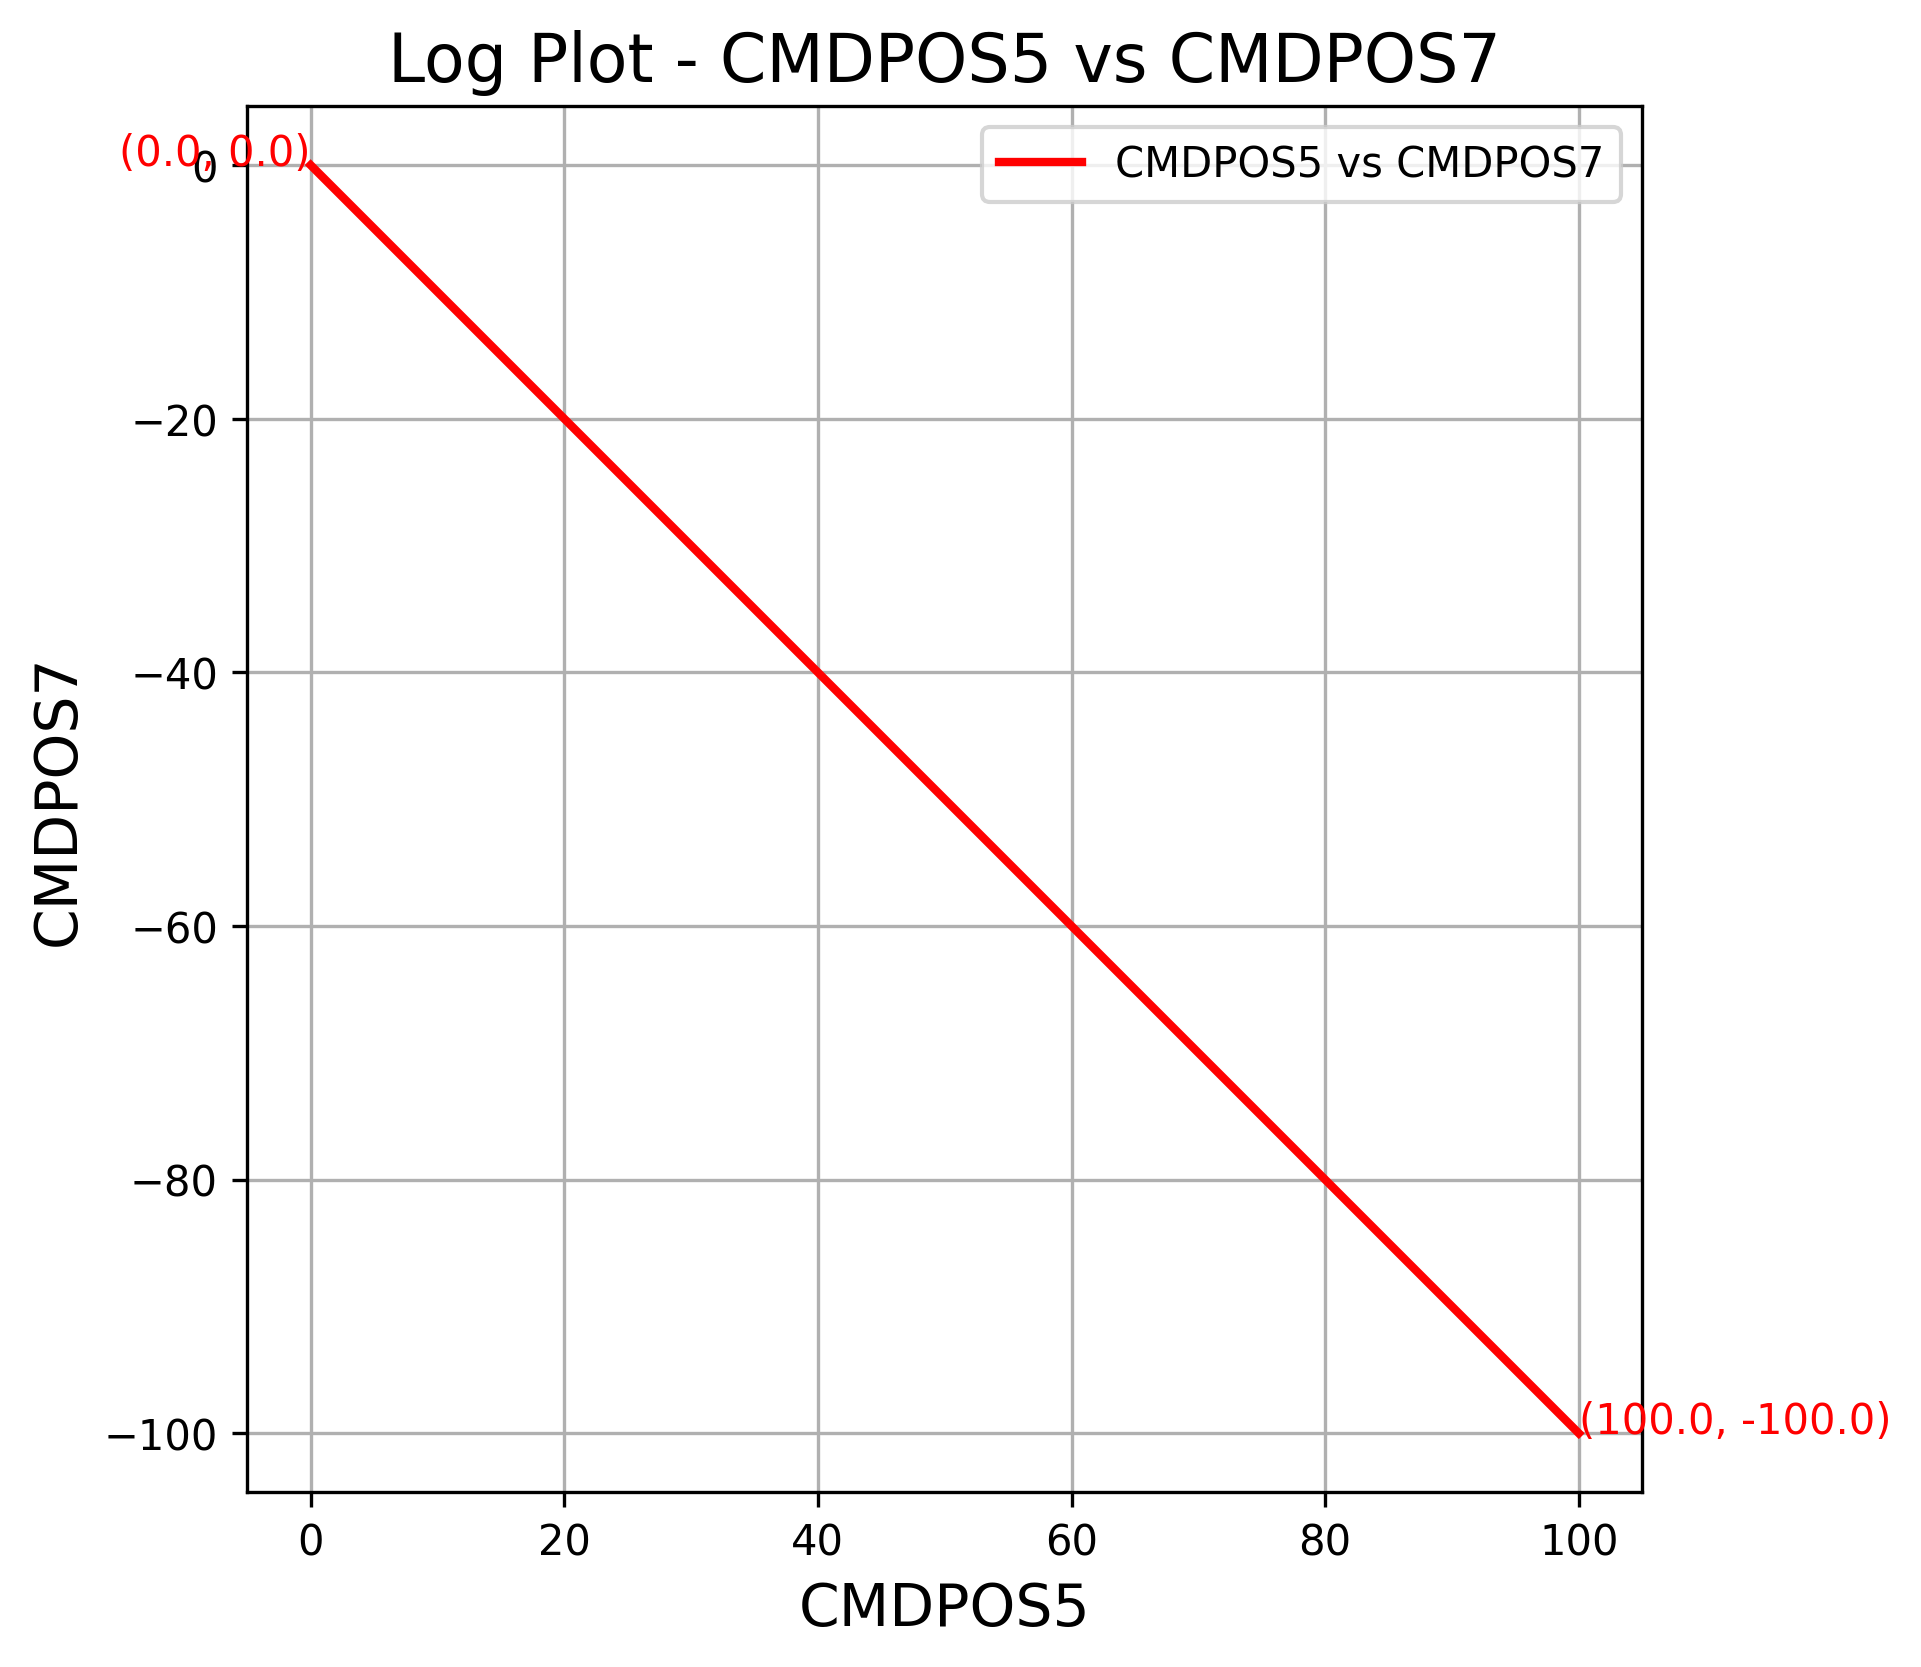 Log Plot - CMDPOS5 vs CMDPOS7
(0.0, 0.0)
CMDPOS5 vs CMDPOS7
0
−20
−40
−60
−80
−100
CMDPOS7
(100.0, -100.0)
0 20 40 60 80 100
CMDPOS5